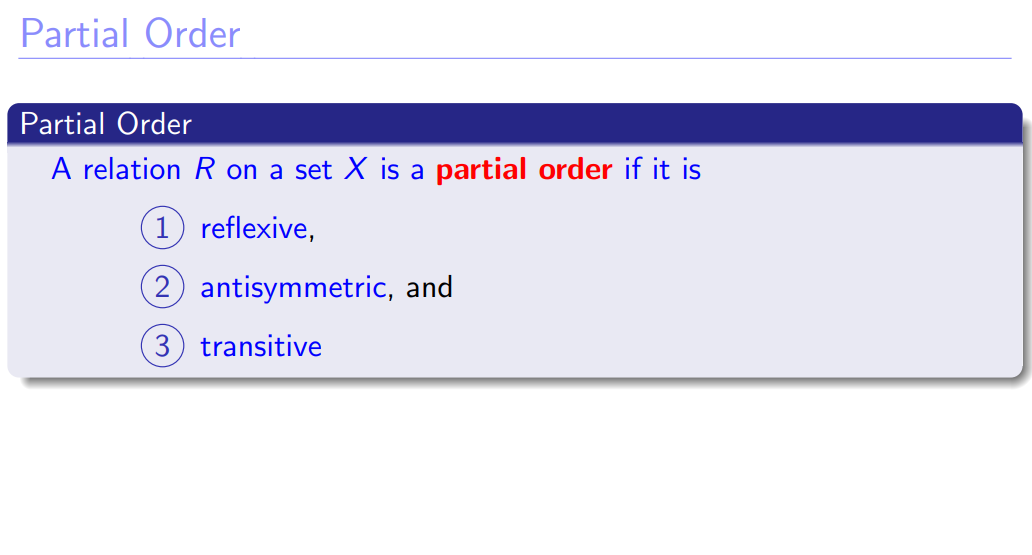 Partial Order
Partial Order
A relation R on a set X is a partial order if it is
1 reflexive,
2 antisymmetric, and
3 transitive